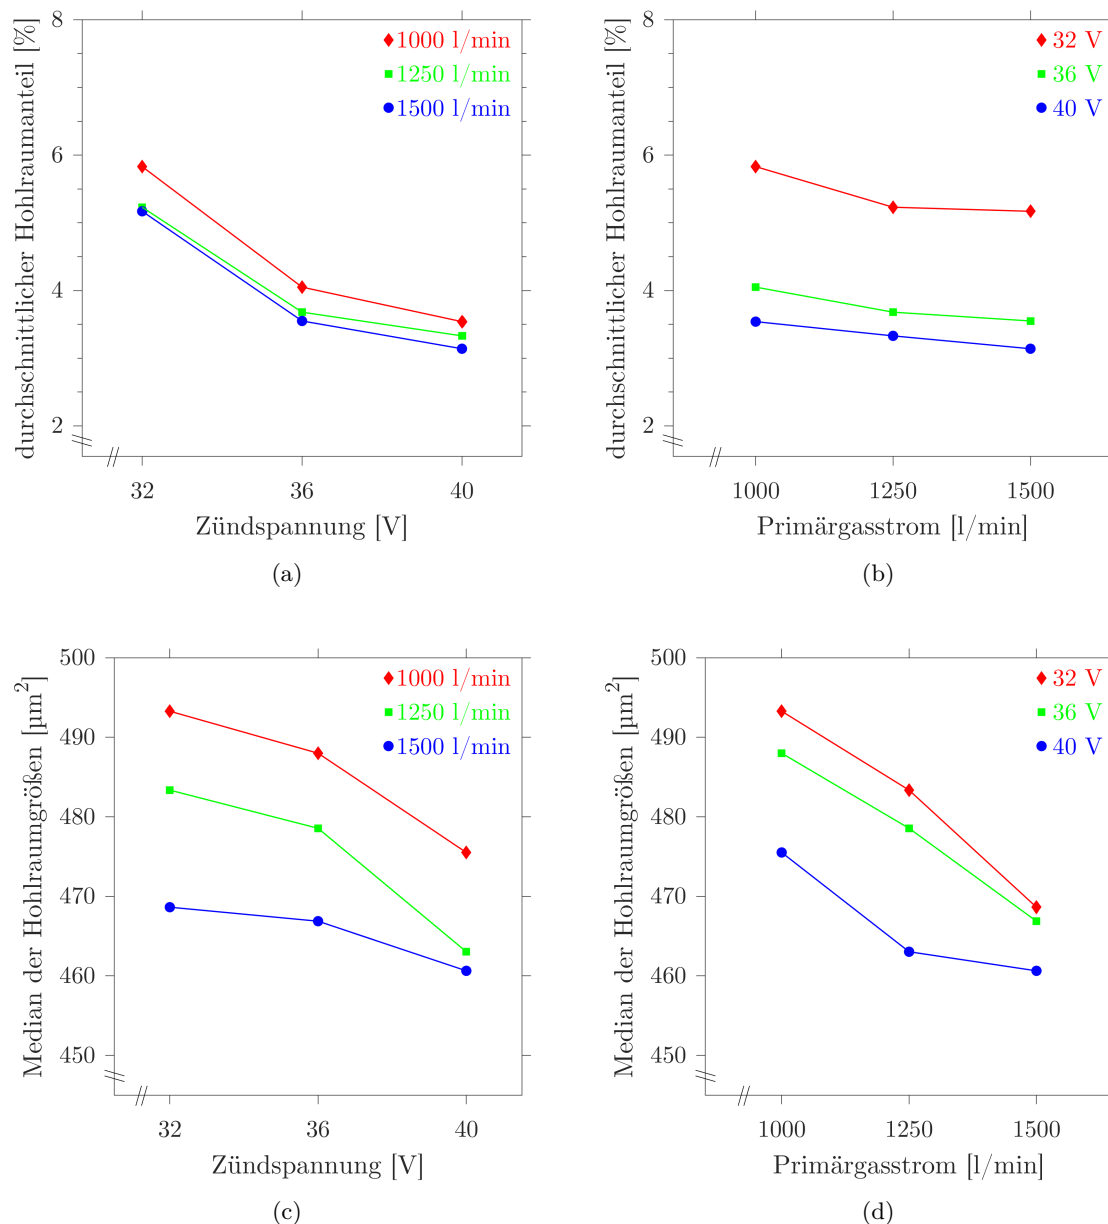 durchschnittlicher Hohlraumanteil [%]
8
6
4
2
1000 l/min
1250 l/min
1500 l/min
32 36 40
Zündspannung [V]
(a)
durchschnittlicher Hohlraumanteil [%]
8
6
4
2
32 V
36 V
40 V
1000 1250 1500
Primärgasstrom [l/min]
(b)
Median der Hohlraumgrößen [µm²]
500
490
480
470
460
450
1000 l/min
1250 l/min
1500 l/min
32 36 40
Zündspannung [V]
(c)
Median der Hohlraumgrößen [µm²]
500
490
480
470
460
450
32 V
36 V
40 V
1000 1250 1500
Primärgasstrom [l/min]
(d)